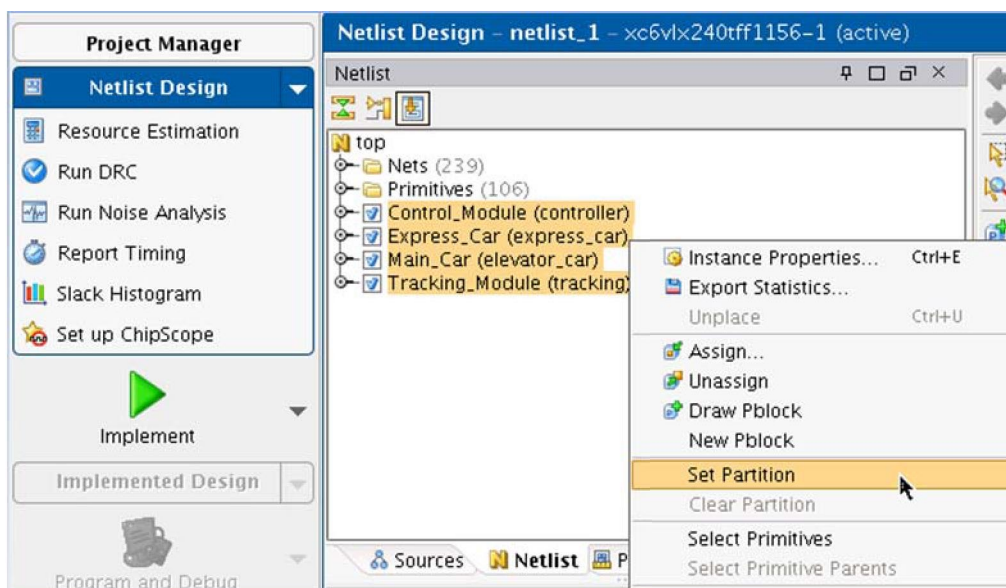 Project Manager
Netlist Design
Resource Estimation
Run DRC
Run Noise Analysis
Report Timing
Slack Histogram
Set up ChipScope
Implement
Implemented Design
Program and Debug
Netlist Design - netlist_1 - xc6vlx240tff1156-1 (active)
Netlist
top
Nets (239)
Primitives (106)
Control_Module (controller)
Express_Car (express_car)
Main_Car (elevator_car)
Tracking_Module (tracking)
Instance Properties... Ctrl+E
Export Statistics...
Unplace Ctrl+U
Assign...
Unassign
Draw Pblock
New Pblock
Set Partition
Clear Partition
Select Primitives
Select Primitive Parents
Sources Netlist P